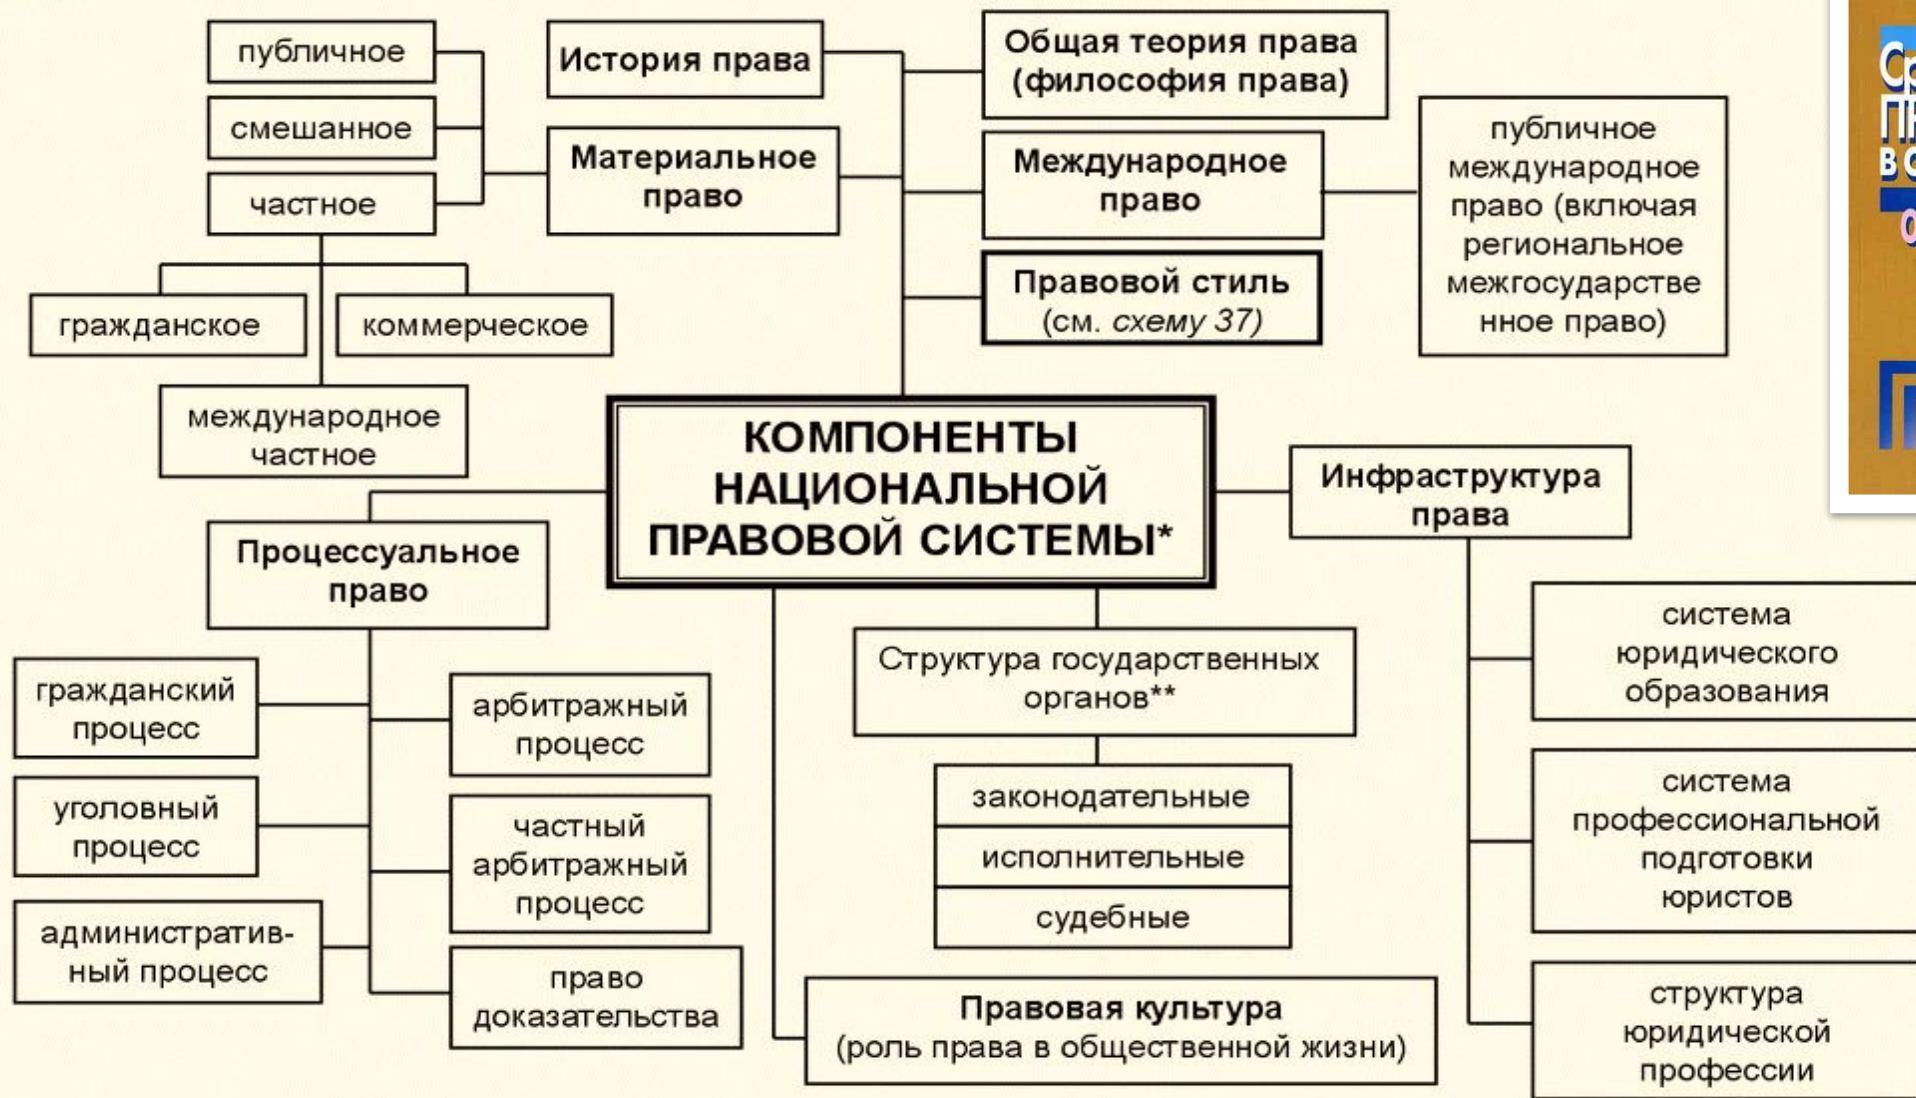 публичное
смешанное
частное
гражданское
коммерческое
международное
частное
История права
Материальное
право
Общая теория права
(философия права)
Международное
право
Правовой стиль
(см. схему 37)
публичное
международное
право (включая
региональное
межгосударстве
нное право)
КОМПОНЕНТЫ
НАЦИОНАЛЬНОЙ
ПРАВОВОЙ СИСТЕМЫ*
Инфраструктура
права
система
юридического
образования
система
профессиональной
подготовки
юристов
структура
юридической
профессии
Процессуальное
право
гражданский
процесс
уголовный
процесс
административ-
ный процесс
арбитражный
процесс
частный
арбитражный
процесс
право
доказательства
Структура государственных
органов**
законодательные
исполнительные
судебные
Правовая культура
(роль права в общественной жизни)